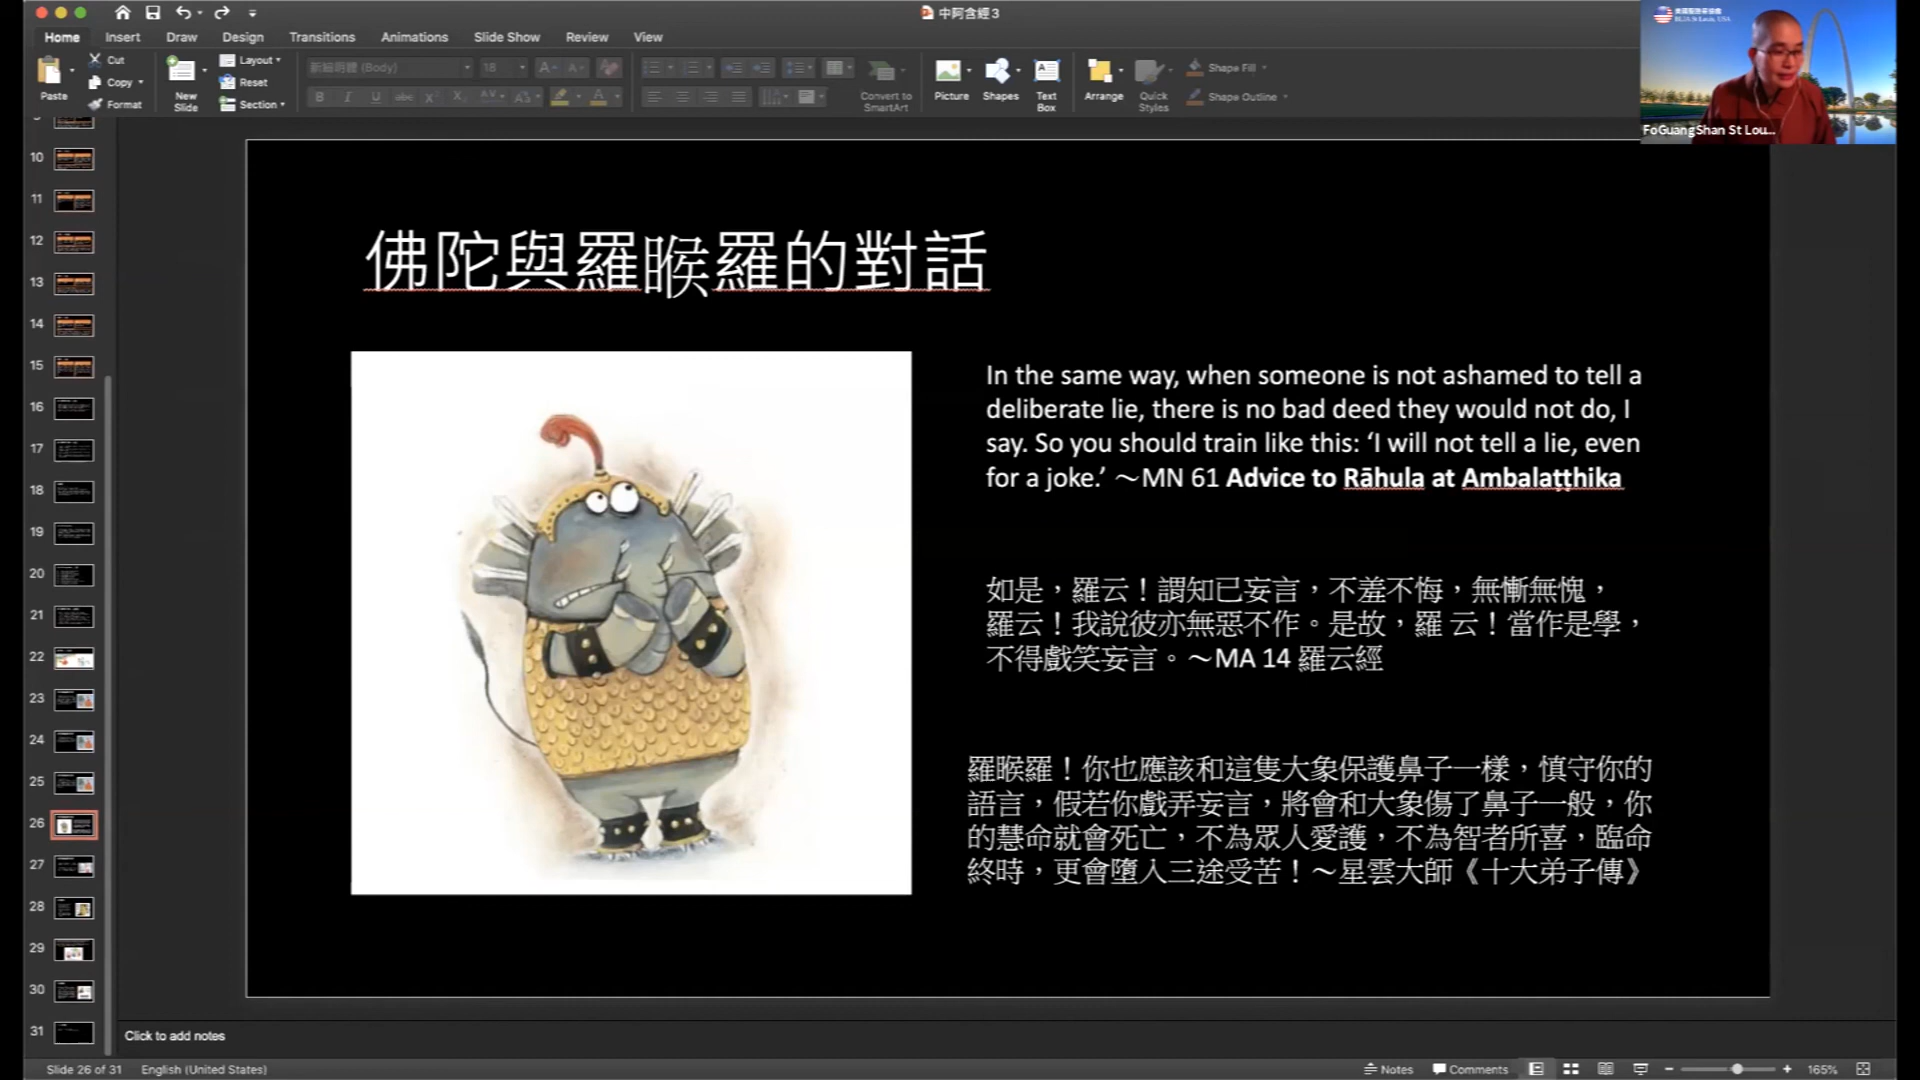 中阿含經3
Home Insert Draw Design Transitions Animations Slide Show Review View
Paste
Cut
Copy
Format
New Slide
Layout
Reset
Section
新細明體 (Body) 18
Convert to SmartArt
Picture
Shapes
Text Box
Arrange
Quick Styles
Shape Fill
Shape Outline
FoGuangShan St Lou...
10
11
12
13
14
15
16
17
18
19
20
21
22
23
24
25
26
27
28
29
30
31
佛陀與羅睺羅的對話
In the same way, when someone is not ashamed to tell a
deliberate lie, there is no bad deed they would not do, I
say. So you should train like this: ‘I will not tell a lie, even
for a joke.’ ～MN 61 Advice to Rāhula at Ambalaṭṭhika
如是，羅云！謂知已妄言，不羞不悔，無慚無愧，
羅云！我說彼亦無惡不作。是故，羅 云！當作是學，
不得戲笑妄言。～MA 14 羅云經
羅睺羅！你也應該和這隻大象保護鼻子一樣，慎守你的
語言，假若你戲弄妄言，將會和大象傷了鼻子一般，你
的慧命就會死亡，不為眾人愛護，不為智者所喜，臨命
終時，更會墮入三途受苦！～星雲大師《十大弟子傳》
Click to add notes
Slide 26 of 31 English (United States) Notes Comments 165%